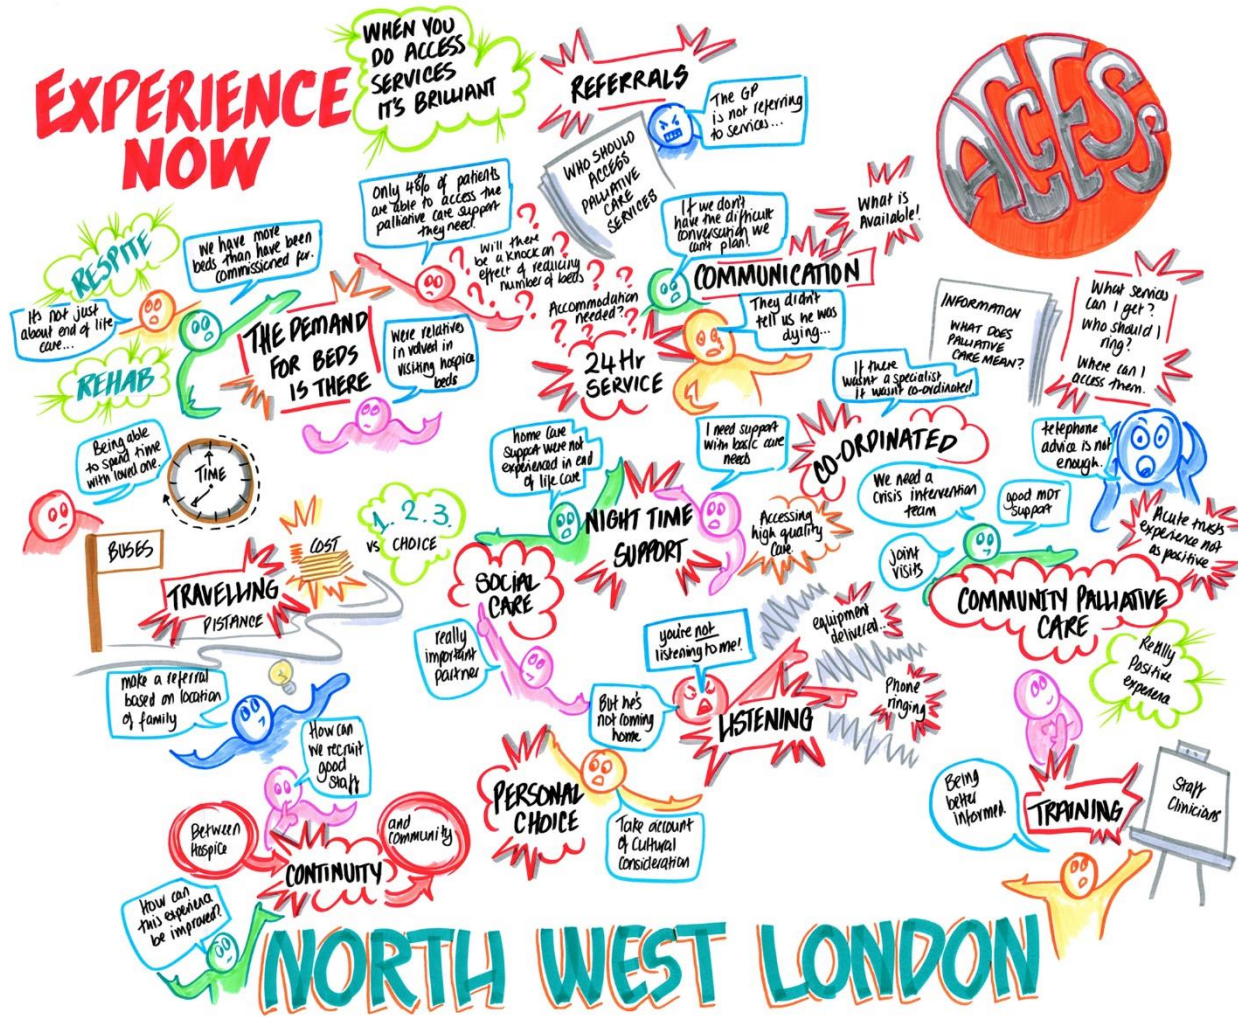 EXPERIENCE
NOW
WHEN YOU
DO ACCESS
SERVICES
IT'S BRILLIANT
REFERRALS
The GP
is not referring
to services...
WHO SHOULD
ACCESS
PALLIATIVE
CARE
SERVICES
ACCESS
RESPITE
It's not just
about end of life
care...
REHAB
We have more
beds than have been
commissioned for.
THE DEMAND
FOR BEDS
IS THERE
Only 48% of patients
are able to access the
palliative care support
they need.
Will there
be a knock on
effect of reducing
number of beds
? ? ? ? ? ? ? ? ? ?
Accommodation
needed?
Were relatives
in volved in
visiting hospice
beds
24Hr
SERVICE
If we don't
have the difficult
conversation we
can't plan.
COMMUNICATION
What is
Available!
They didn't
tell us he was
dying...
INFORMATION
WHAT DOES
PALLIATIVE
CARE MEAN?
What services
can I get?
Who should I
ring?
Where can I
access them.
If there
wasn't a specialist
it wasn't co-ordinated.
CO-ORDINATED
telephone
advice is not
enough.
Acute trusts
experience not
as positive
Being able
to spend time
with loved one.
TIME
BUSES
TRAVELLING
DISTANCE
COST
VS
1. 2. 3.
CHOICE
home care
support were not
experienced in end
of life care
NIGHT TIME
SUPPORT
I need support
with basic care
needs
Accessing
high quality
Care.
SOCIAL
CARE
really
important
partner
We need a
Crisis intervention
team
good MDT
support
joint
visits
COMMUNITY PALLIATIVE
CARE
Really
Positive
experience
make a referral
based on location
of family
you're not
listening to me!
But he's
not coming
home
LISTENING
equipment
delivered...
Phone
ringing
How can
we recruit
good
staff
Between
hospice
CONTINUITY
and
community
PERSONAL
CHOICE
Take account
of cultural
consideration
Being
better
informed.
TRAINING
Staff
Clinicians
How can
this experience
be improved?
NORTH WEST LONDON